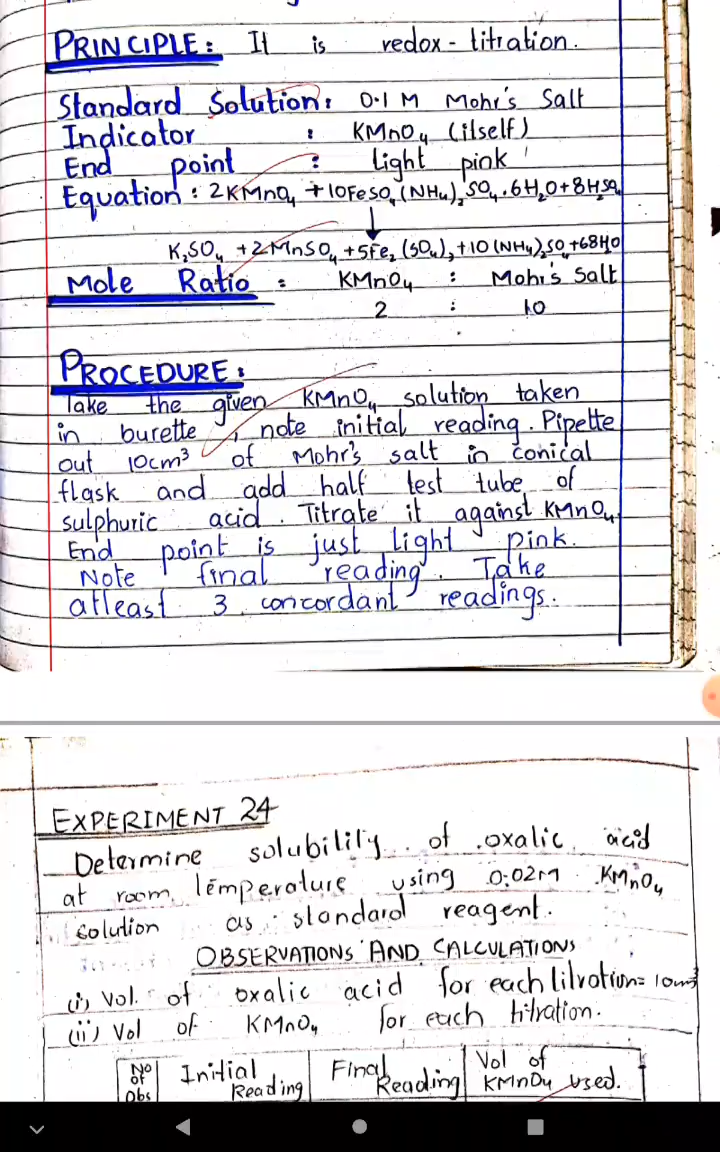 PRINCIPLE: It is redox-titration.
Standard Solution: 0.1 M Mohr's Salt
Indicator : KMnO₄ (itself)
End point : light pink
Equation: 2KMnO₄ + 10FeSO₄(NH₄)₂SO₄.6H₂O + 8H₂SO₄
↓
K₂SO₄ + 2MnSO₄ + 5Fe₂(SO₄)₃ + 10(NH₄)₂SO₄ + 68H₂O
Mole Ratio : KMnO₄ : Mohr's Salt
2 : 10
PROCEDURE:
Take the given KMnO₄ solution taken
in burette, note initial reading. Pipette
out 10cm³ of Mohr's salt in conical
flask and add half test tube of
sulphuric acid. Titrate it against KMnO₄.
End point is just light pink.
Note final reading. Take
atleast 3 concordant readings.
EXPERIMENT 24
Determine solubility of oxalic acid
at room temperature using 0.02M KMnO₄
solution as standard reagent.
OBSERVATIONS AND CALCULATIONS
(i) Vol. of oxalic acid for each titration = 10cm³
(ii) Vol of KMnO₄ for each titration.
No of Obs | Initial Reading | Final Reading | Vol of KMnO₄ used.